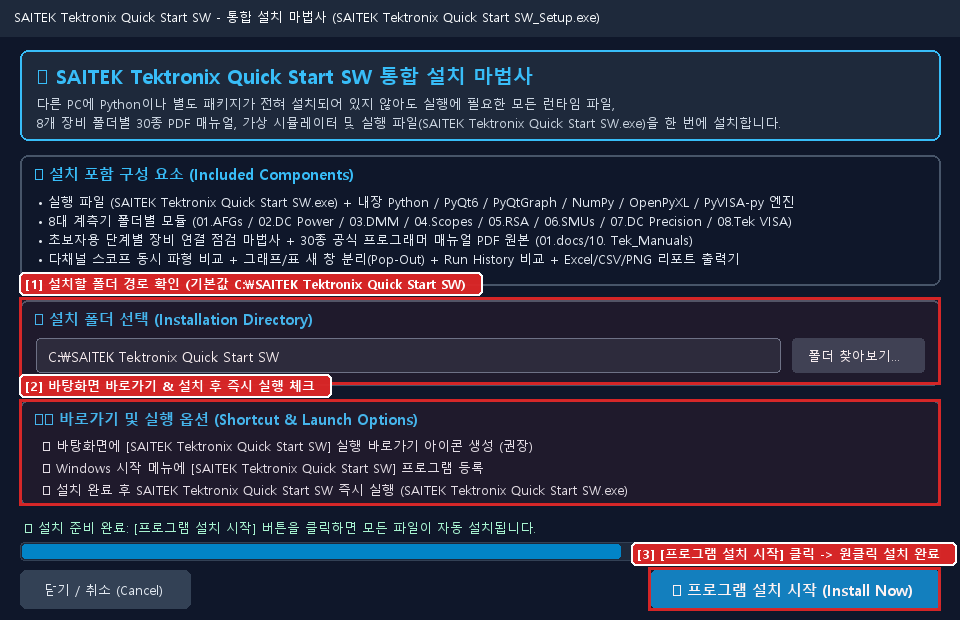 SAITEK Tektronix Quick Start SW - 통합 설치 마법사 (SAITEK Tektronix Quick Start SW_Setup.exe)
SAITEK Tektronix Quick Start SW 통합 설치 마법사
다른 PC에 Python이나 별도 패키지가 전혀 설치되어 있지 않아도 실행에 필요한 모든 런타임 파일,
8개 장비 폴더별 30종 PDF 매뉴얼, 가상 시뮬레이터 및 실행 파일(SAITEK Tektronix Quick Start SW.exe)을 한 번에 설치합니다.
설치 포함 구성 요소 (Included Components)
• 실행 파일 (SAITEK Tektronix Quick Start SW.exe) + 내장 Python / PyQt6 / PyQtGraph / NumPy / OpenPyXL / PyVISA-py 엔진
• 8대 계측기 폴더별 모듈 (01.AFGs / 02.DC Power / 03.DMM / 04.Scopes / 05.RSA / 06.SMUs / 07.DC Precision / 08.Tek VISA)
• 초보자용 단계별 장비 연결 점검 마법사 + 30종 공식 프로그래머 매뉴얼 PDF 원본 (01.docs/10. Tek_Manuals)
• 다채널 스코프 동시 파형 비교 + 그래프/표 새 창 분리(Pop-Out) + Run History 비교 + Excel/CSV/PNG 리포트 출력기
[1] 설치할 폴더 경로 확인 (기본값 C:₩SAITEK Tektronix Quick Start SW)
설치 폴더 선택 (Installation Directory)
C:₩SAITEK Tektronix Quick Start SW
폴더 찾아보기...
[2] 바탕화면 바로가기 & 설치 후 즉시 실행 체크
바로가기 및 실행 옵션 (Shortcut & Launch Options)
바탕화면에 [SAITEK Tektronix Quick Start SW] 실행 바로가기 아이콘 생성 (권장)
Windows 시작 메뉴에 [SAITEK Tektronix Quick Start SW] 프로그램 등록
설치 완료 후 SAITEK Tektronix Quick Start SW 즉시 실행 (SAITEK Tektronix Quick Start SW.exe)
설치 준비 완료: [프로그램 설치 시작] 버튼을 클릭하면 모든 파일이 자동 설치됩니다.
[3] [프로그램 설치 시작] 클릭 -> 원클릭 설치 완료
닫기 / 취소 (Cancel)
프로그램 설치 시작 (Install Now)